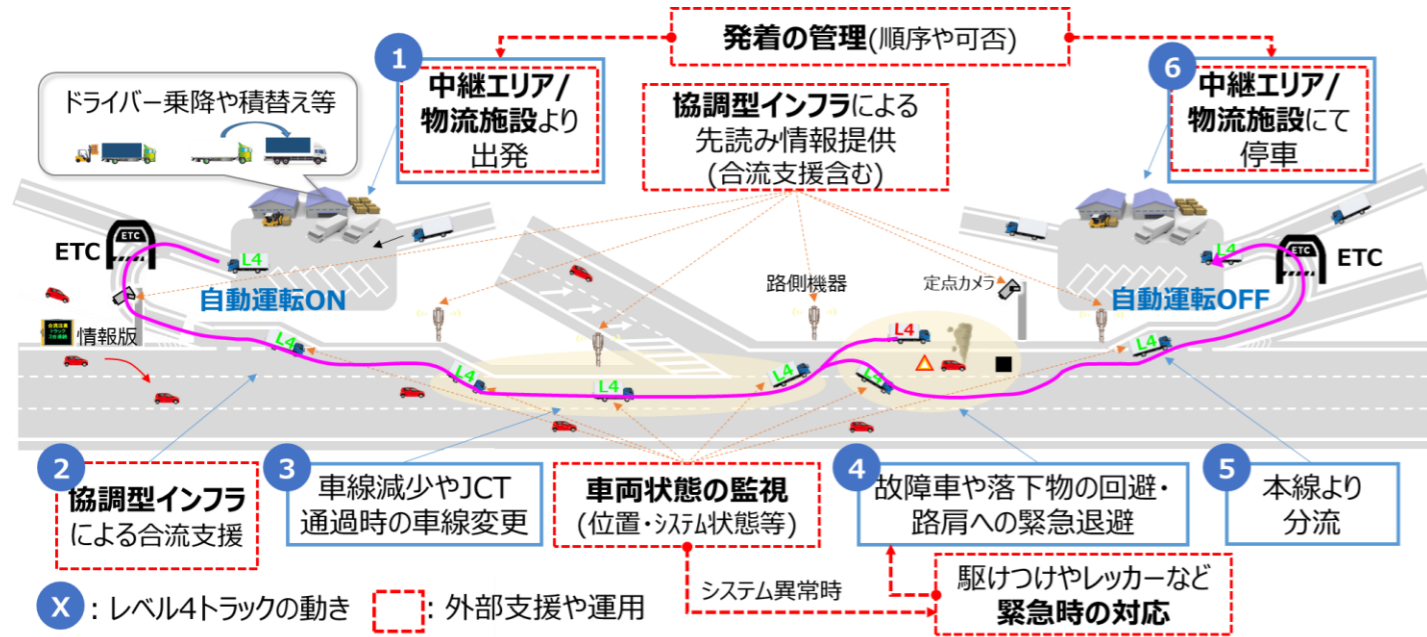 発着の管理(順序や可否)
1
中継エリア/
物流施設より
出発
6
中継エリア/
物流施設にて
停車
ドライバー乗降や積替え等
協調型インフラによる
先読み情報提供
(合流支援含む)
ETC
ETC
L4
自動運転ON
路側機器
定点カメラ
L4
ETC
ETC
自動運転OFF
情報版
L4
L4
L4
L4
L4
L4
L4
2
協調型インフラ
による合流支援
3
車線減少やJCT
通過時の車線変更
車両状態の監視
(位置・システム状態等)
4
故障車や落下物の回避・
路肩への緊急退避
5
本線より
分流
システム異常時
駆けつけやレッカーなど
緊急時の対応
X : レベル4トラックの動き
: 外部支援や運用